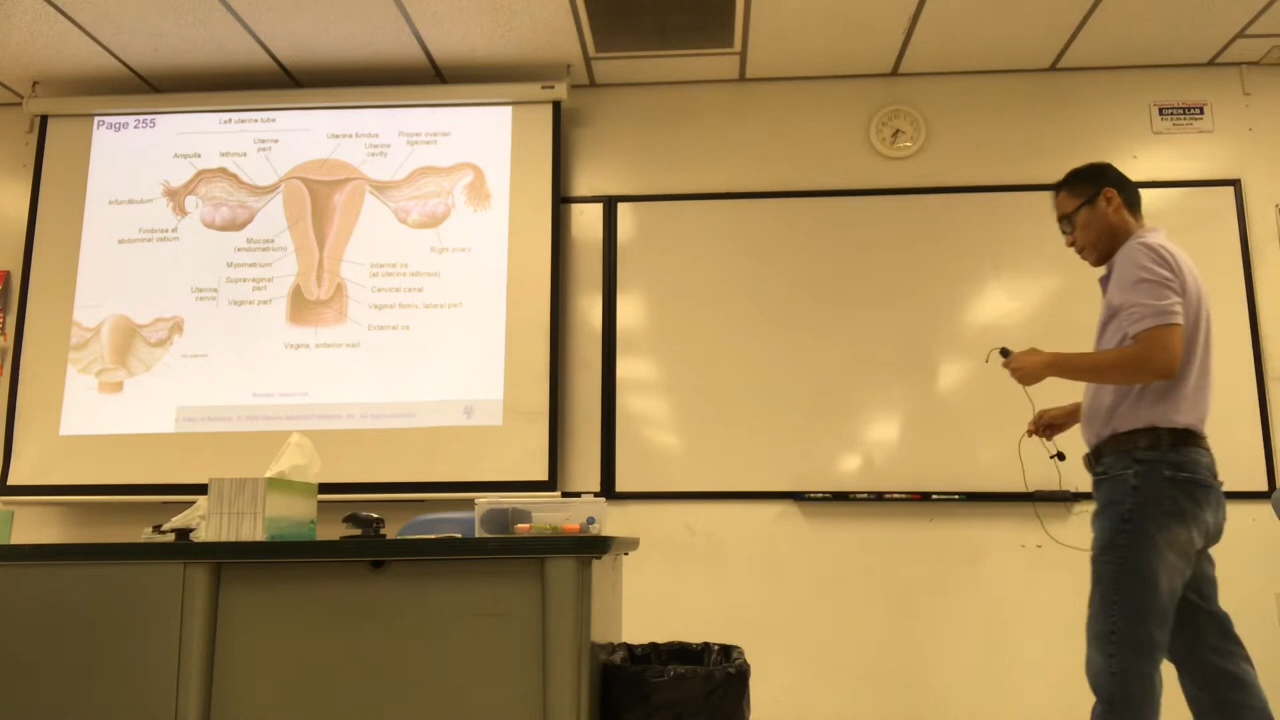 Page 255
Left uterine tube
Uterine
part
Uterine fundus
Proper ovarian
ligament
Ampulla
Isthmus
Uterine
cavity
Infundibulum
Fimbriae at
abdominal ostium
Mucosa
(endometrium)
Right ovary
Myometrium
Internal os
(at uterine isthmus)
Uterine
cervix
Supravaginal
part
Cervical canal
Vaginal part
Vaginal fornix, lateral part
External os
Vagina, anterior wall
Anatomy & Physiology
OPEN LAB